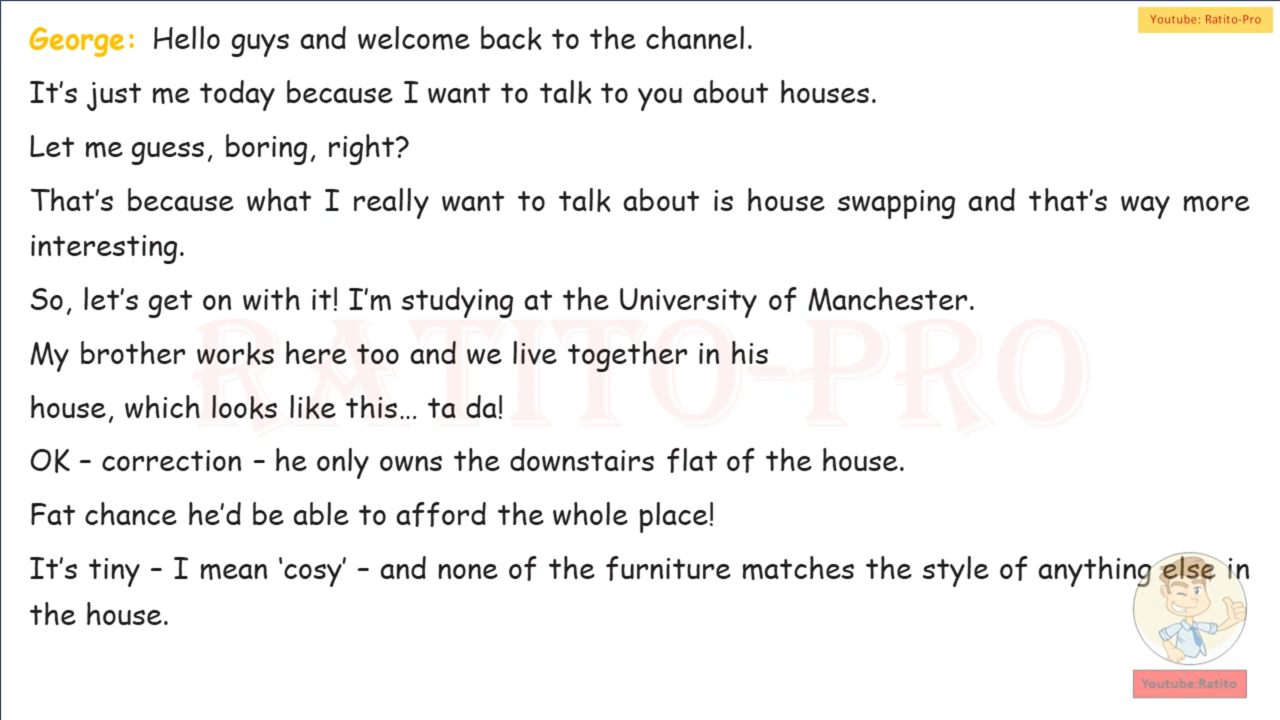 Youtube: Ratito-Pro
George: Hello guys and welcome back to the channel.
It's just me today because I want to talk to you about houses.
Let me guess, boring, right?
That's because what I really want to talk about is house swapping and that's way more
interesting.
So, let's get on with it! I'm studying at the University of Manchester.
RATITO-PRO
My brother works here too and we live together in his
house, which looks like this… ta da!
OK – correction – he only owns the downstairs flat of the house.
Fat chance he'd be able to afford the whole place!
It's tiny – I mean ‘cosy’ – and none of the furniture matches the style of anything else in
the house.
Youtube:Ratito